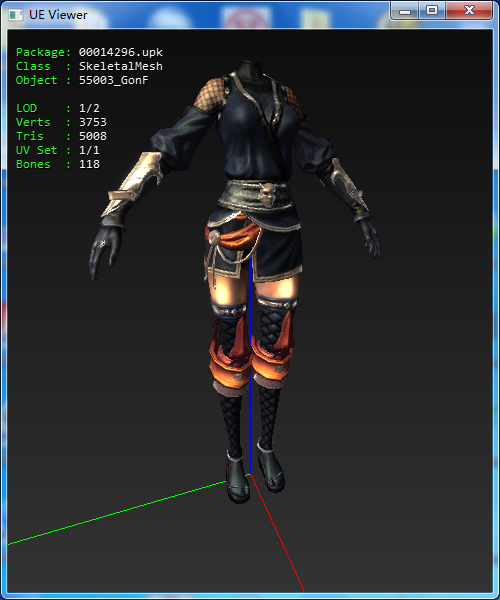 UE Viewer
Package: 00014296.upk
Class  : SkeletalMesh
Object : 55003_GonF
LOD    : 1/2
Verts  : 3753
Tris   : 5008
UV Set : 1/1
Bones  : 118